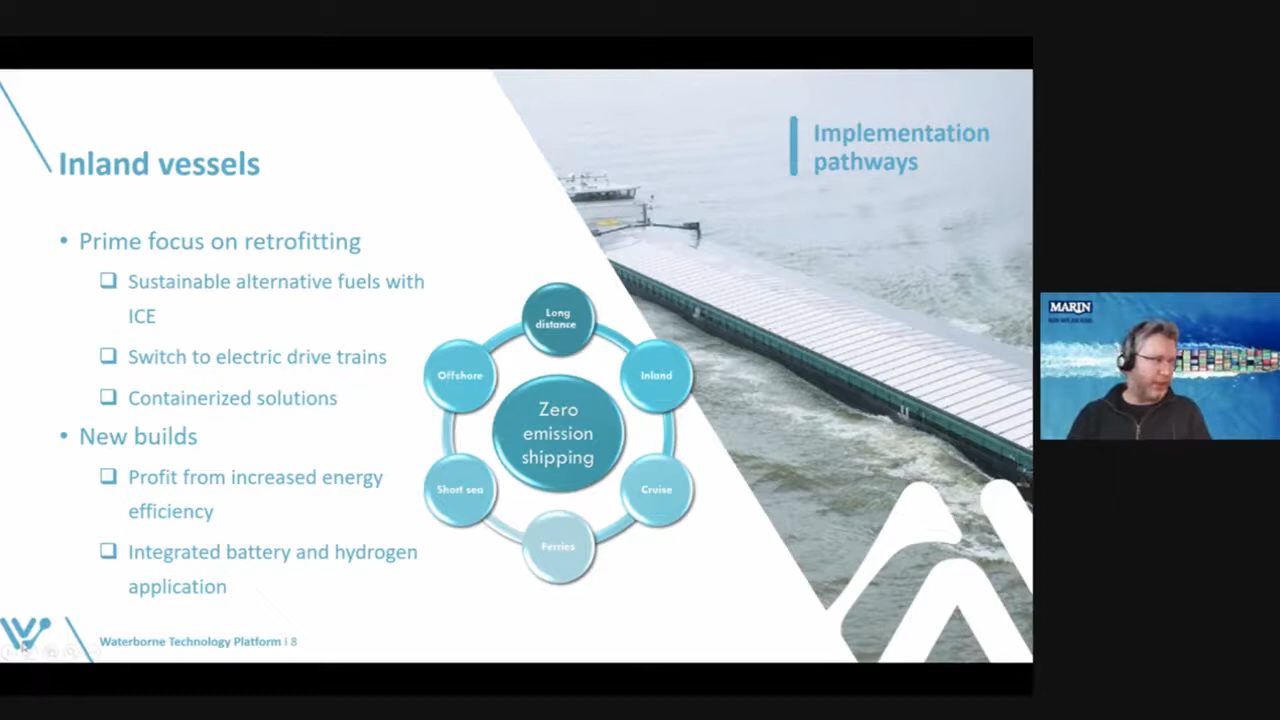 Implementation
pathways
Inland vessels
• Prime focus on retrofitting
❑ Sustainable alternative fuels with
ICE
❑ Switch to electric drive trains
❑ Containerized solutions
• New builds
❑ Profit from increased energy
efficiency
❑ Integrated battery and hydrogen
application
Long
distance
Offshore
Inland
Zero
emission
shipping
Short sea
Cruise
Ferries
Waterborne Technology Platform | 8
MARIN